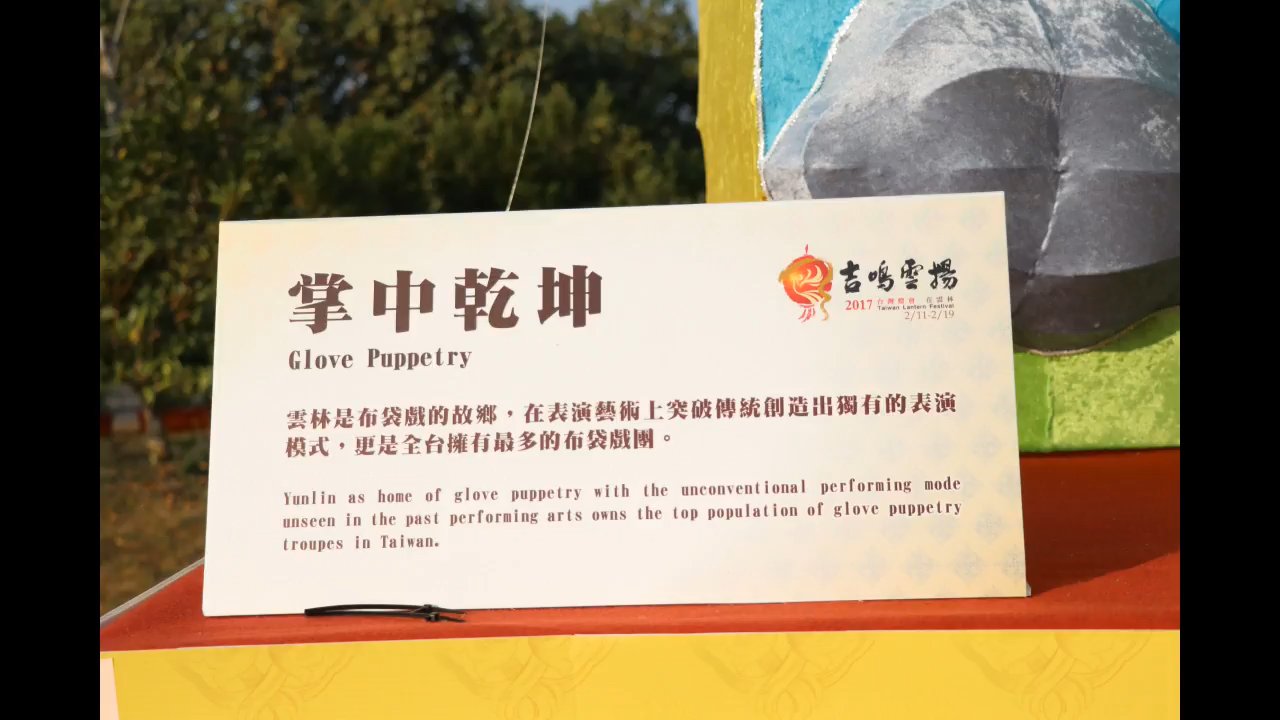 掌中乾坤
Glove Puppetry
吉鳴雲揚
2017 台灣燈會 在雲林
Taiwan Lantern Festival
2/11-2/19
雲林是布袋戲的故鄉，在表演藝術上突破傳統創造出獨有的表演
模式，更是全台擁有最多的布袋戲團。
Yunlin as home of glove puppetry with the unconventional performing mode
unseen in the past performing arts owns the top population of glove puppetry
troupes in Taiwan.